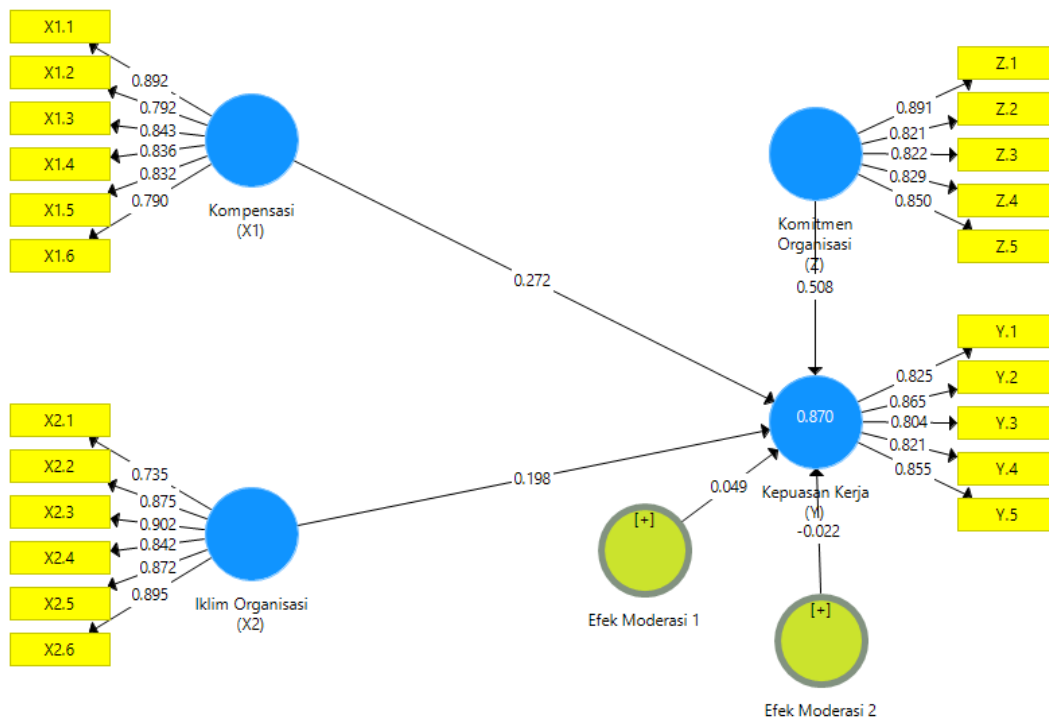 X1.1
X1.2
X1.3
X1.4
X1.5
X1.6
0.892
0.792
0.843
0.836
0.832
0.790
Kompensasi
(X1)
0.272
Z.1
Z.2
Z.3
Z.4
Z.5
0.891
0.821
0.822
0.829
0.850
Komitmen
Organisasi
(Z)
0.508
X2.1
X2.2
X2.3
X2.4
X2.5
X2.6
0.735
0.875
0.902
0.842
0.872
0.895
Iklim Organisasi
(X2)
0.198
Y.1
Y.2
Y.3
Y.4
Y.5
0.825
0.865
0.804
0.821
0.855
0.870
Kepuasan Kerja
(Y)
0.049
-0.022
[+]
Efek Moderasi 1
[+]
Efek Moderasi 2